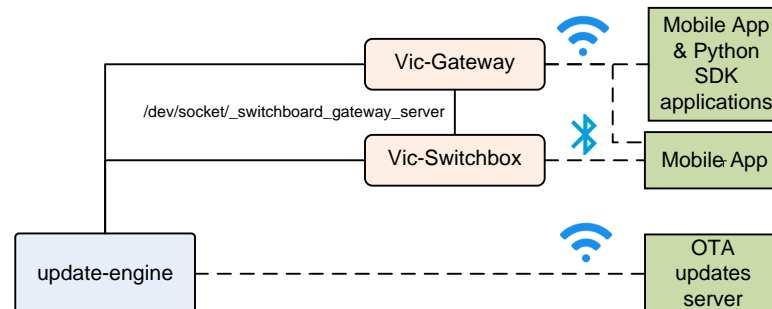 Mobile App
& Python
SDK
applications
Vic-Gateway
/dev/socket/_switchboard_gateway_server
Vic-Switchbox
Mobile App
update-engine
OTA
updates
server